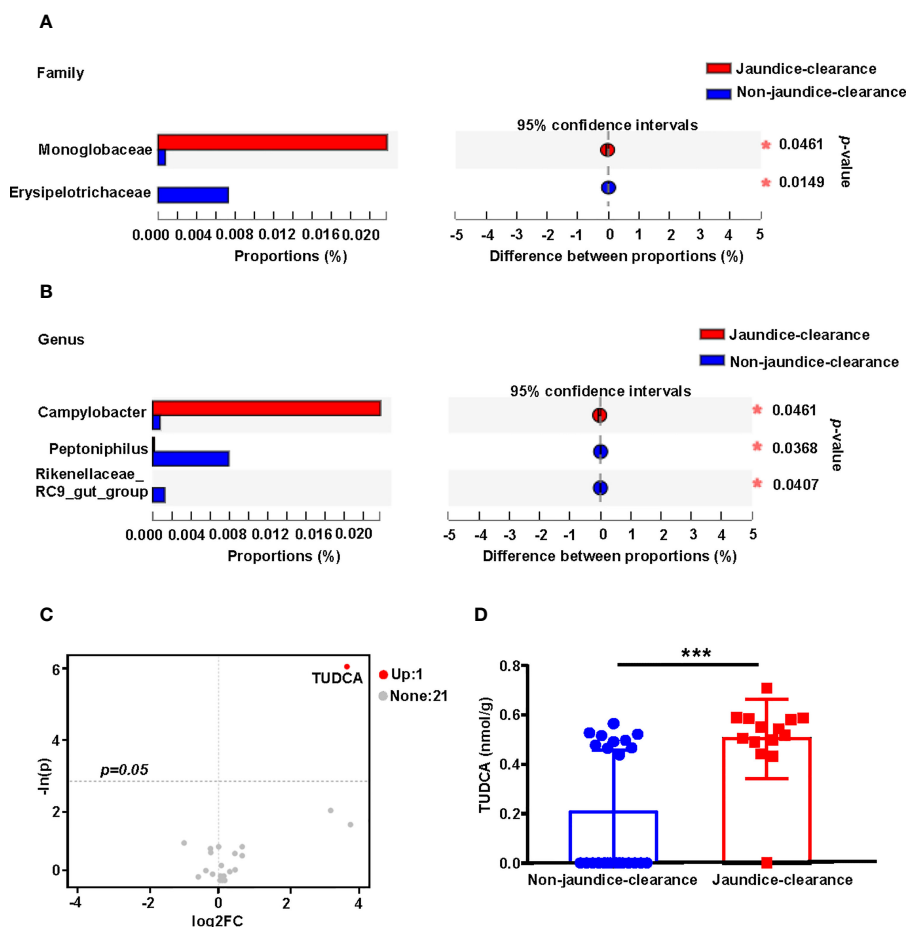 A
Family
Jaundice-clearance
Non-jaundice-clearance
95% confidence intervals
Monoglobaceae
Erysipelotrichaceae
* 0.0461
* 0.0149
p-value
0.000 0.004 0.008 0.012 0.016 0.020
Proportions (%)
-5 -4 -3 -2 -1 0 1 2 3 4 5
Difference between proportions (%)
B
Genus
Jaundice-clearance
Non-jaundice-clearance
95% confidence intervals
Campylobacter
Peptoniphilus
Rikenellaceae_
RC9_gut_group
* 0.0461
* 0.0368
* 0.0407
p-value
0.000 0.004 0.008 0.012 0.016 0.020
Proportions (%)
-5 -4 -3 -2 -1 0 1 2 3 4 5
Difference between proportions (%)
C
6
4
2
0
-ln(p)
TUDCA
p=0.05
Up:1
None:21
-4 -2 0 2 4
log2FC
D
***
0.8
0.6
0.4
0.2
0.0
TUDCA (nmol/g)
Non-jaundice-clearance
Jaundice-clearance